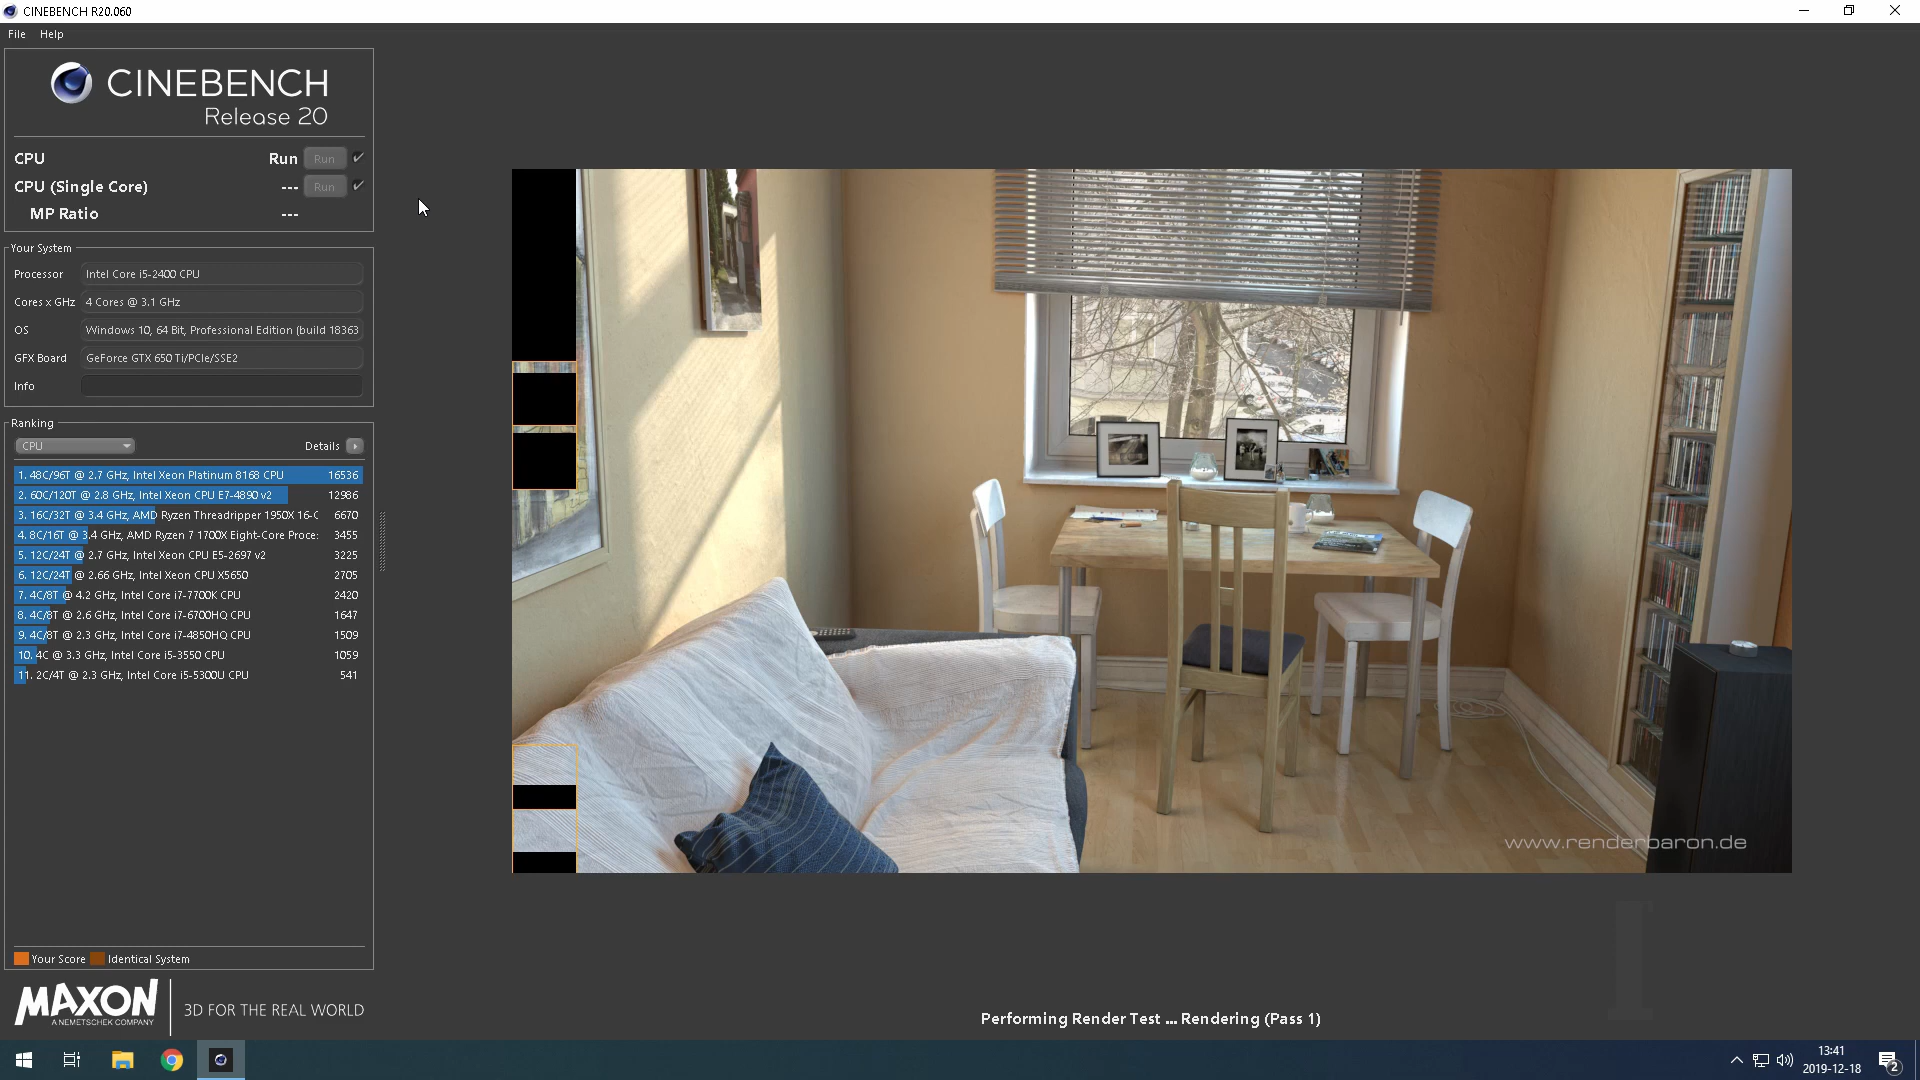 CINEBENCH R20.060
File Help
CINEBENCH
Release 20
CPU Run Run
CPU (Single Core) --- Run
MP Ratio ---
Your System
Processor Intel Core i5-2400 CPU
Cores x GHz 4 Cores @ 3.1 GHz
OS Windows 10, 64 Bit, Professional Edition (build 18363
GFX Board GeForce GTX 650 Ti/PCIe/SSE2
Info
Ranking
CPU Details
1. 48C/96T @ 2.7 GHz, Intel Xeon Platinum 8168 CPU 16536
2. 60C/120T @ 2.8 GHz, Intel Xeon CPU E7-4890 v2 12986
3. 16C/32T @ 3.4 GHz, AMD Ryzen Threadripper 1950X 16-C 6670
4. 8C/16T @ 3.4 GHz, AMD Ryzen 7 1700X Eight-Core Proce: 3455
5. 12C/24T @ 2.7 GHz, Intel Xeon CPU E5-2697 v2 3225
6. 12C/24T @ 2.66 GHz, Intel Xeon CPU X5650 2705
7. 4C/8T @ 4.2 GHz, Intel Core i7-7700K CPU 2420
8. 4C/8T @ 2.6 GHz, Intel Core i7-6700HQ CPU 1647
9. 4C/8T @ 2.3 GHz, Intel Core i7-4850HQ CPU 1509
10. 4C @ 3.3 GHz, Intel Core i5-3550 CPU 1059
11. 2C/4T @ 2.3 GHz, Intel Core i5-5300U CPU 541
Your Score Identical System
MAXON
A NEMETSCHEK COMPANY
3D FOR THE REAL WORLD
www.renderbaron.de
Performing Render Test ... Rendering (Pass 1)
13:41
2019-12-18
2